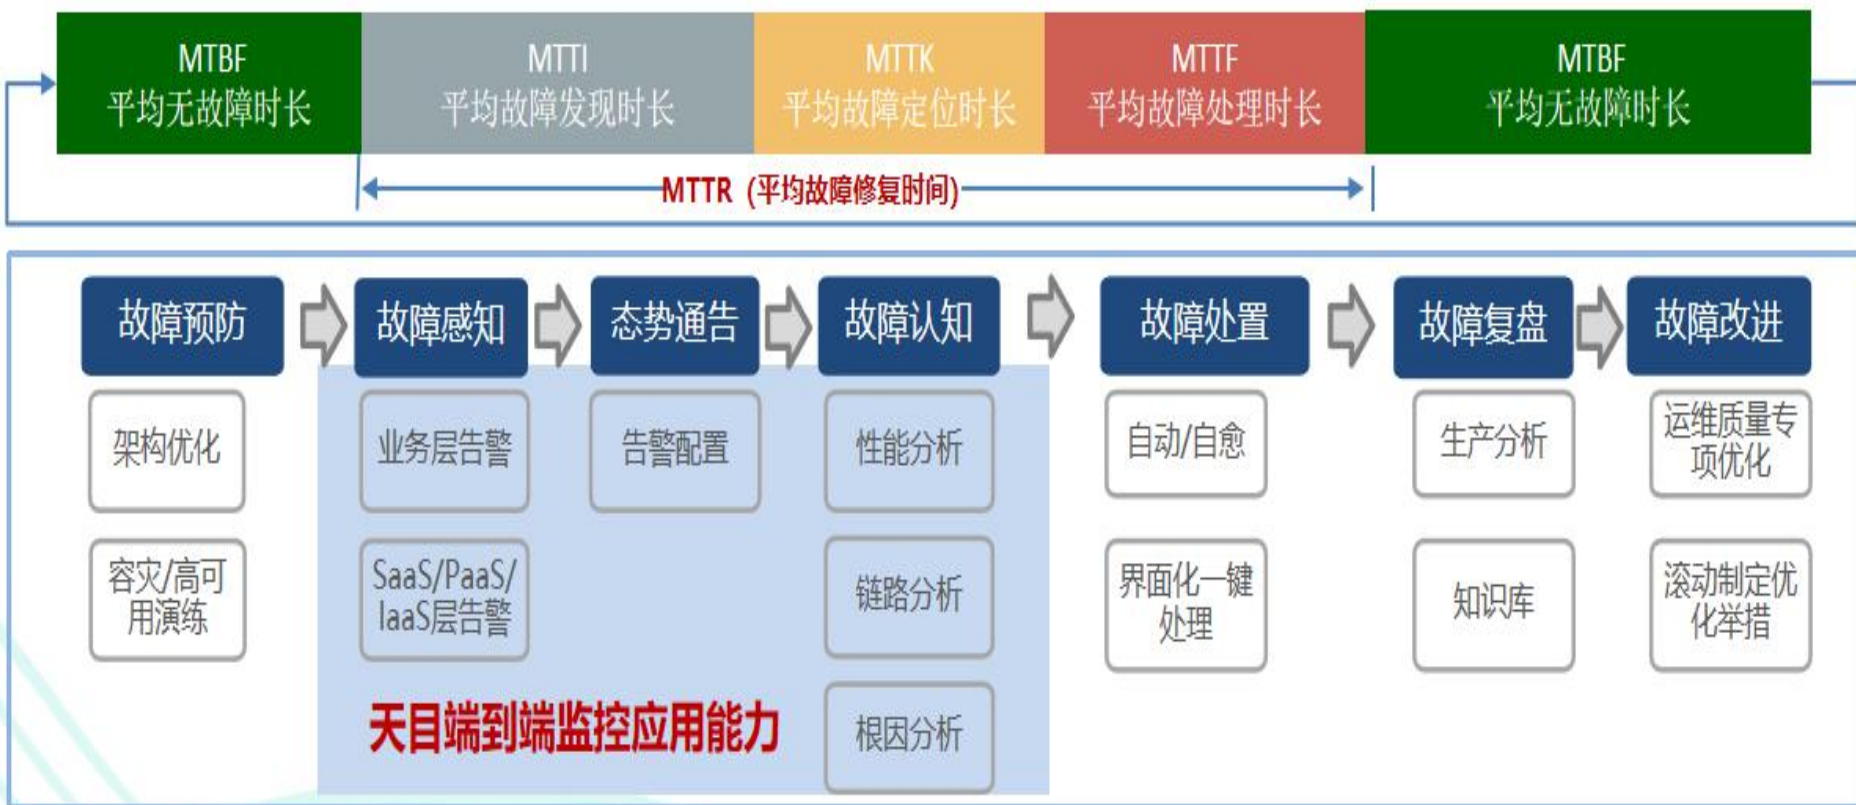 MTBF
平均无故障时长
MTTI
平均故障发现时长
MTTK
平均故障定位时长
MTTF
平均故障处理时长
MTBF
平均无故障时长
MTTR (平均故障修复时间)
故障预防
故障感知
态势通告
故障认知
故障处置
故障复盘
故障改进
架构优化
业务层告警
告警配置
性能分析
自动/自愈
生产分析
运维质量专
项优化
容灾/高可
用演练
SaaS/PaaS/
IaaS层告警
链路分析
界面化一键
处理
知识库
滚动制定优
化举措
天目端到端监控应用能力
根因分析